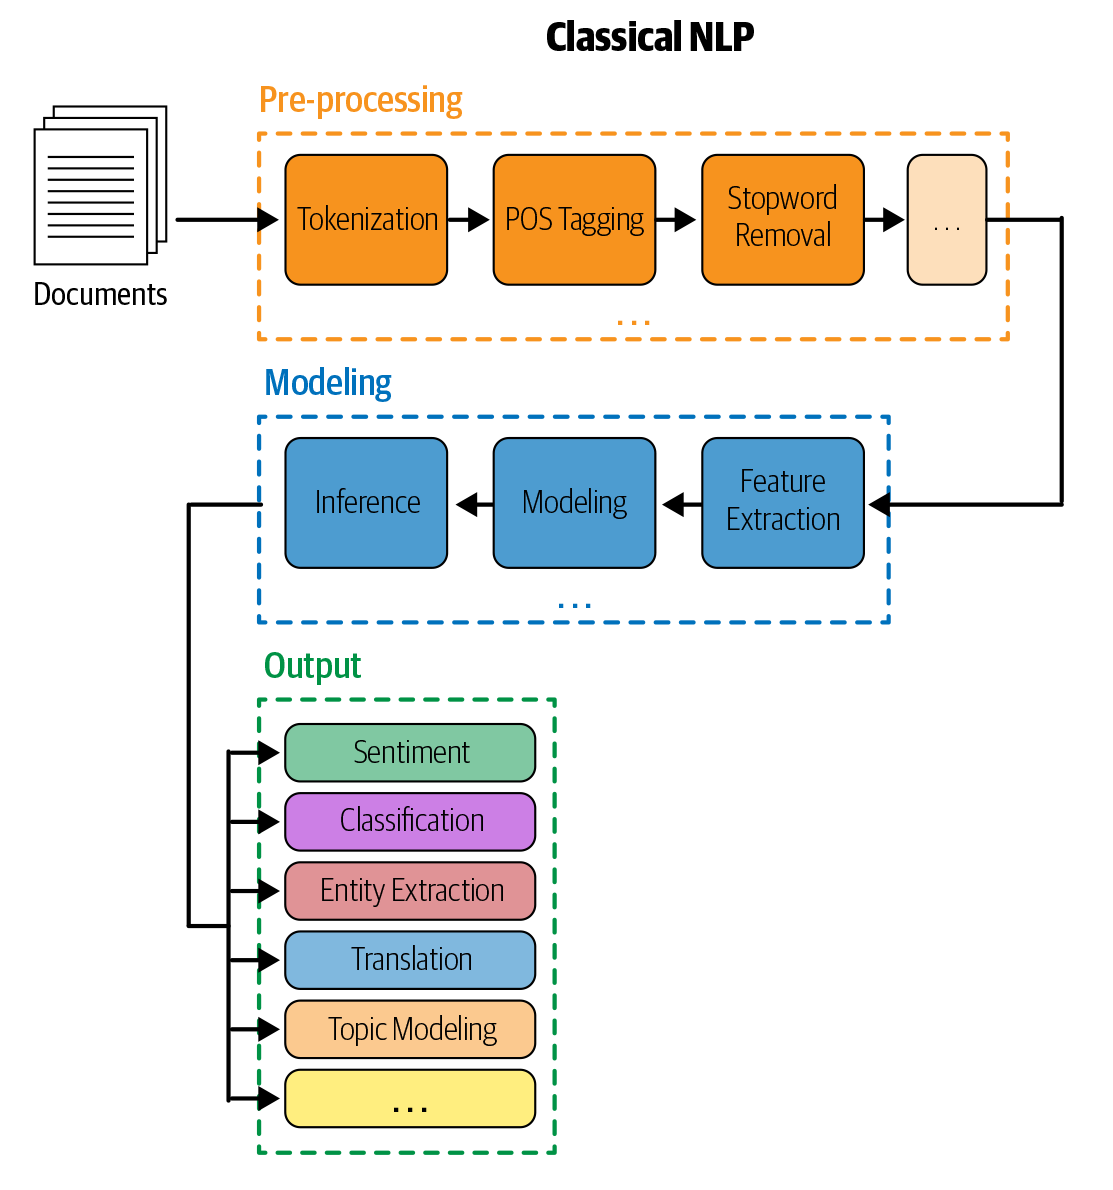 Classical NLP
Pre-processing
Documents
Tokenization
POS Tagging
Stopword
Removal
...
...
Modeling
Inference
Modeling
Feature
Extraction
...
Output
Sentiment
Classification
Entity Extraction
Translation
Topic Modeling
...